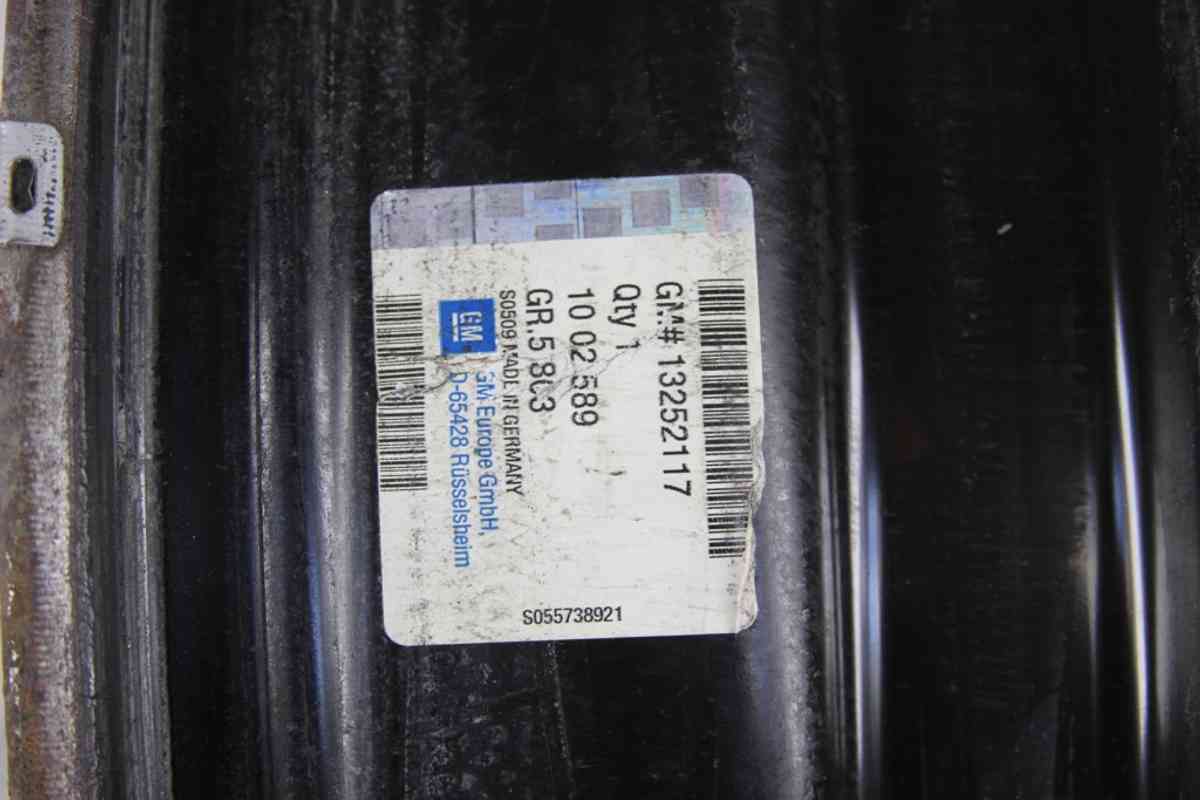 GM# 13252117
Qty 1
10 02 589
GR.5 803
S0509 MADE IN GERMANY
GM
GM Europe GmbH,
D-65428 Rüsselsheim
S055738921